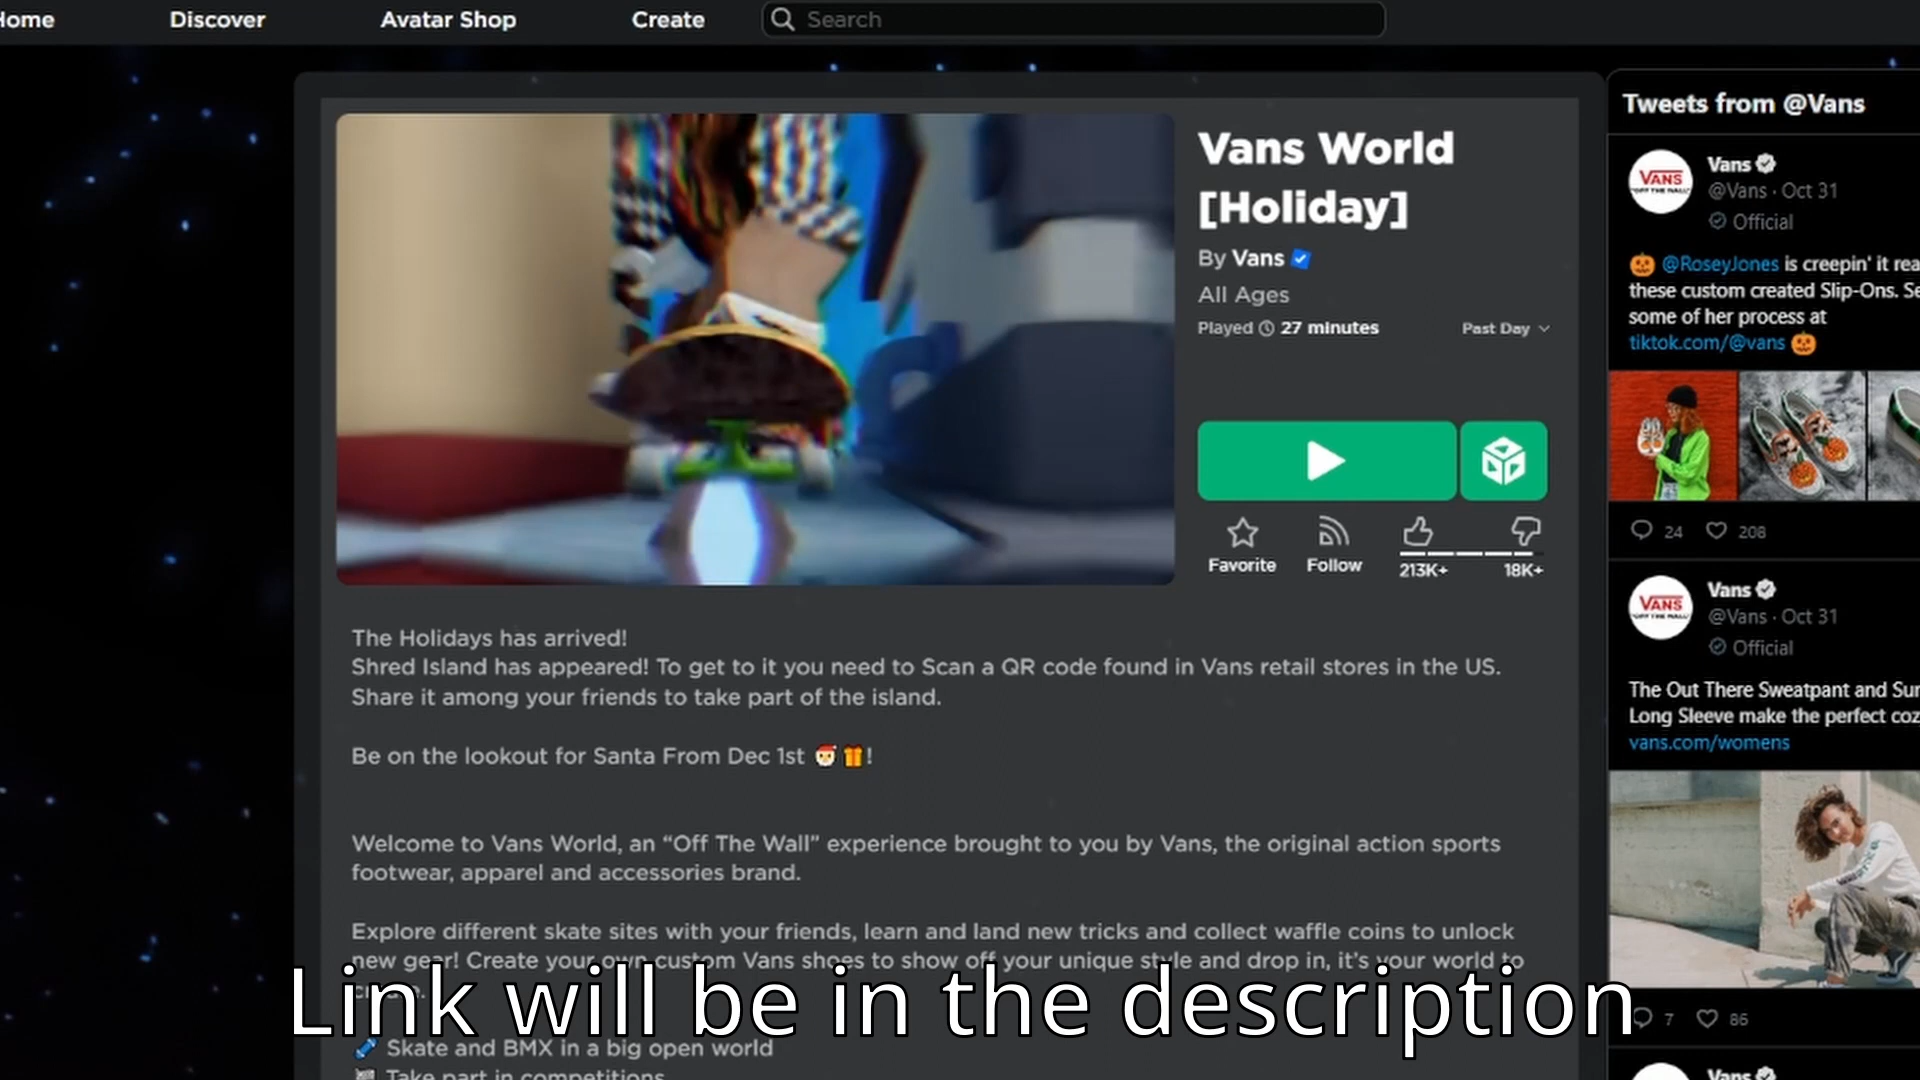 Home Discover Avatar Shop Create Search
Vans World
[Holiday]
By Vans
All Ages
Played 27 minutes Past Day
Favorite Follow 213K+ 18K+
The Holidays has arrived!
Shred Island has appeared! To get to it you need to Scan a QR code found in Vans retail stores in the US.
Share it among your friends to take part of the island.
Be on the lookout for Santa From Dec 1st 🎅🎁!
Welcome to Vans World, an “Off The Wall” experience brought to you by Vans, the original action sports
footwear, apparel and accessories brand.
Explore different skate sites with your friends, learn and land new tricks and collect waffle coins to unlock
new gear! Create your own custom Vans shoes to show off your unique style and drop in, it's your world to
Link will be in the description
Skate and BMX in a big open world
Take part in competitions
Tweets from @Vans
VANS
"OFF THE WALL"
Vans
@Vans · Oct 31
Official
🎃 @RoseyJones is creepin' it rea
these custom created Slip-Ons. Se
some of her process at
tiktok.com/@vans 🎃
24 208
VANS
"OFF THE WALL"
Vans
@Vans · Oct 31
Official
The Out There Sweatpant and Sur
Long Sleeve make the perfect coz
vans.com/womens
7 86
Vans